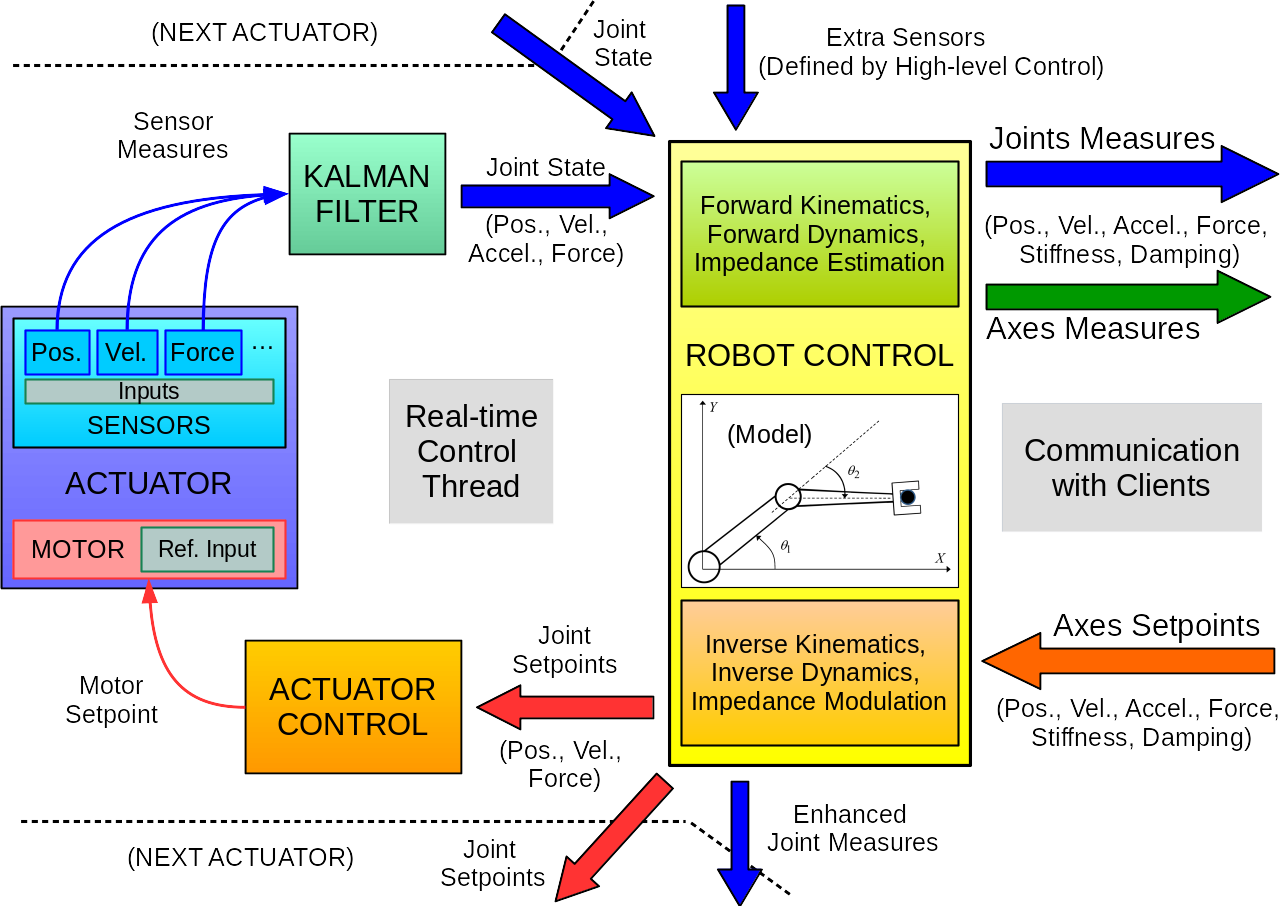 (NEXT ACTUATOR)
Joint
State
Extra Sensors
(Defined by High-level Control)
Sensor
Measures
KALMAN
FILTER
Joint State
(Pos., Vel.,
Accel., Force)
Forward Kinematics,
Forward Dynamics,
Impedance Estimation
Joints Measures
(Pos., Vel., Accel., Force,
Stiffness, Damping)
Axes Measures
Pos.
Vel.
Force
...
Inputs
SENSORS
ACTUATOR
MOTOR
Ref. Input
Real-time
Control
Thread
ROBOT CONTROL
Y
(Model)
θ2
θ1
X
Communication
with Clients
Inverse Kinematics,
Inverse Dynamics,
Impedance Modulation
Axes Setpoints
(Pos., Vel., Accel., Force,
Stiffness, Damping)
Joint
Setpoints
(Pos., Vel.,
Force)
Motor
Setpoint
ACTUATOR
CONTROL
(NEXT ACTUATOR)
Joint
Setpoints
Enhanced
Joint Measures